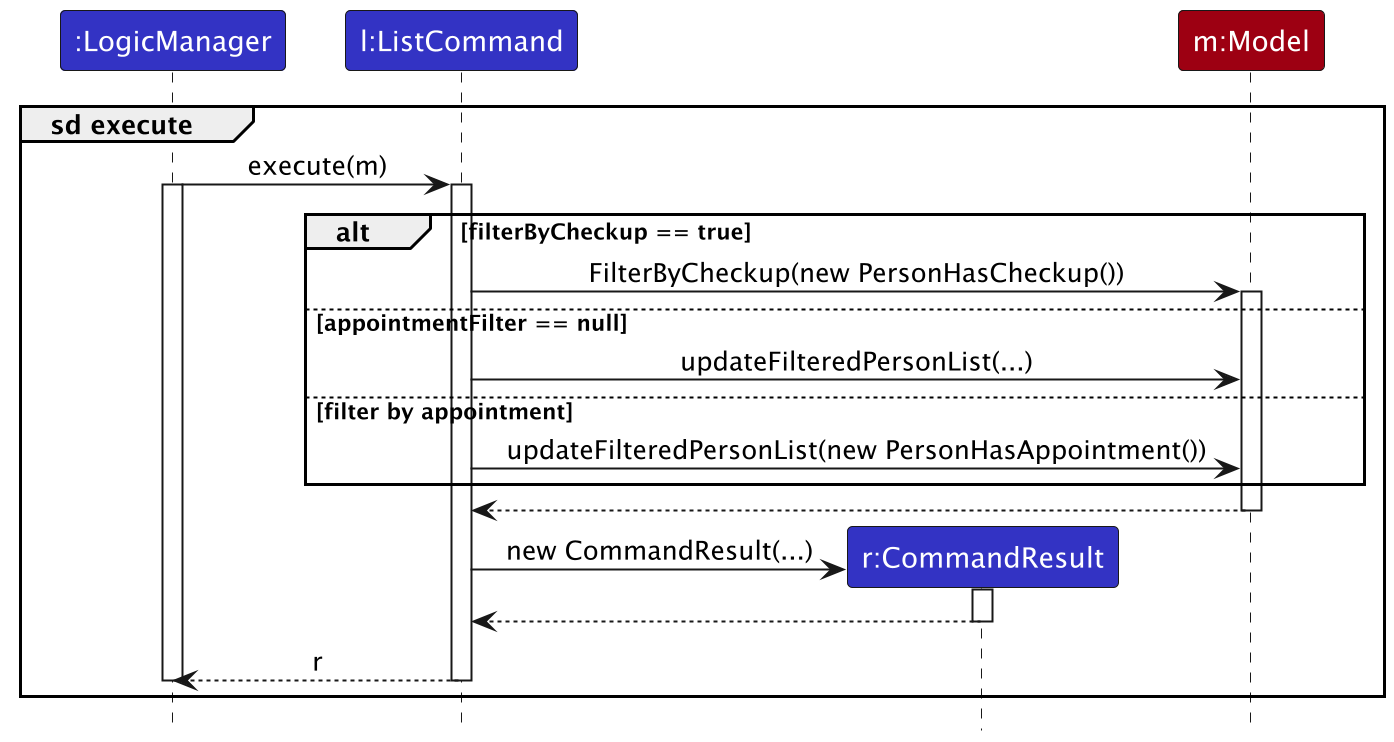 :LogicManager
l:ListCommand
m:Model
sd execute
execute(m)
alt
[filterByCheckup == true]
FilterByCheckup(new PersonHasCheckup())
[appointmentFilter == null]
updateFilteredPersonList(...)
[filter by appointment]
updateFilteredPersonList(new PersonHasAppointment())
new CommandResult(...)
r:CommandResult
r